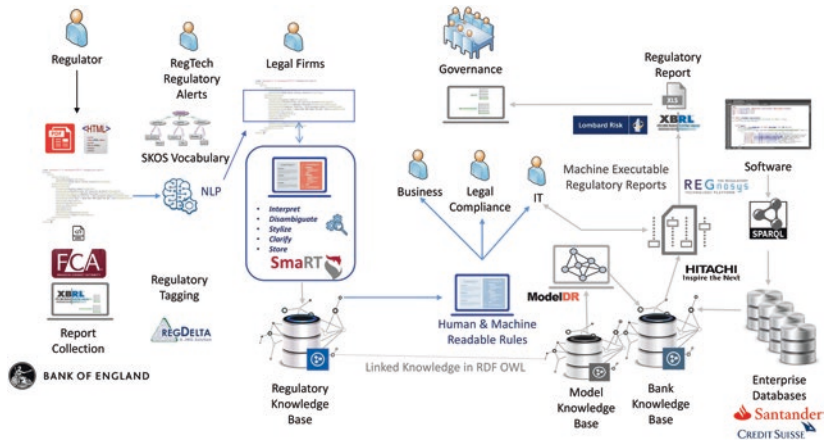 Regulator
RegTech
Regulatory
Alerts
Legal Firms
Governance
Regulatory
Report
PDF
<HTML>
SKOS Vocabulary
NLP
XLS
Lombard Risk
XBRL
Machine Executable
Regulatory Reports
REGnosys
Software
SPARQL
Business
Legal
Compliance
IT
• Interpret
• Disambiguate
• Stylize
• Clarify
• Store
SmaRT
FCA
XBRL
Report
Collection
Regulatory
Tagging
REGDELTA
BANK OF ENGLAND
Human & Machine
Readable Rules
ModelDR
HITACHI
Inspire the Next
Linked Knowledge in RDF OWL
Regulatory
Knowledge
Base
Model
Knowledge
Base
Bank
Knowledge
Base
Enterprise
Databases
Santander
CREDIT SUISSE